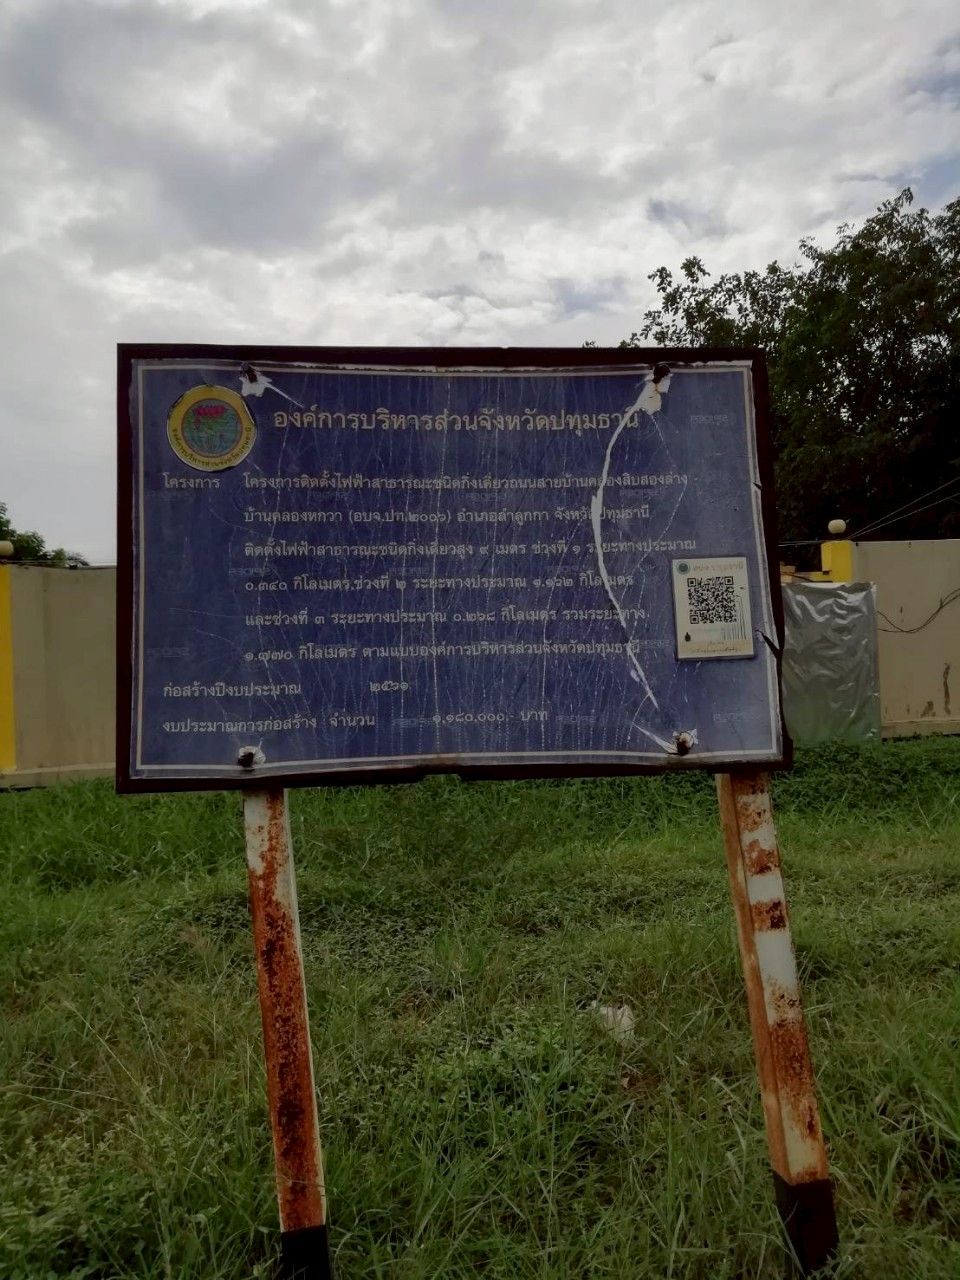 องค์การบริหารส่วนจังหวัดปทุมธานี
โครงการ โครงการติดตั้งไฟฟ้าสาธารณะชนิดกิ่งเดี่ยวถนนสายบ้านคลองสิบสองล่าง
บ้านคลองหกวา (อบจ.ปท.๒๐๐๖) อำเภอลำลูกกา จังหวัดปทุมธานี
ติดตั้งไฟฟ้าสาธารณะชนิดกิ่งเดี่ยวสูง ๙ เมตร ช่วงที่ ๑ ระยะทางประมาณ
๐.๓๔๐ กิโลเมตร ช่วงที่ ๒ ระยะทางประมาณ ๑.๑๖๒ กิโลเมตร
และช่วงที่ ๓ ระยะทางประมาณ ๐.๒๖๘ กิโลเมตร รวมระยะทาง
๑.๗๗๐ กิโลเมตร ตามแบบองค์การบริหารส่วนจังหวัดปทุมธานี
ก่อสร้างปีงบประมาณ ๒๕๖๑
งบประมาณการก่อสร้าง จำนวน ๑,๑๘๐,๐๐๐.- บาท